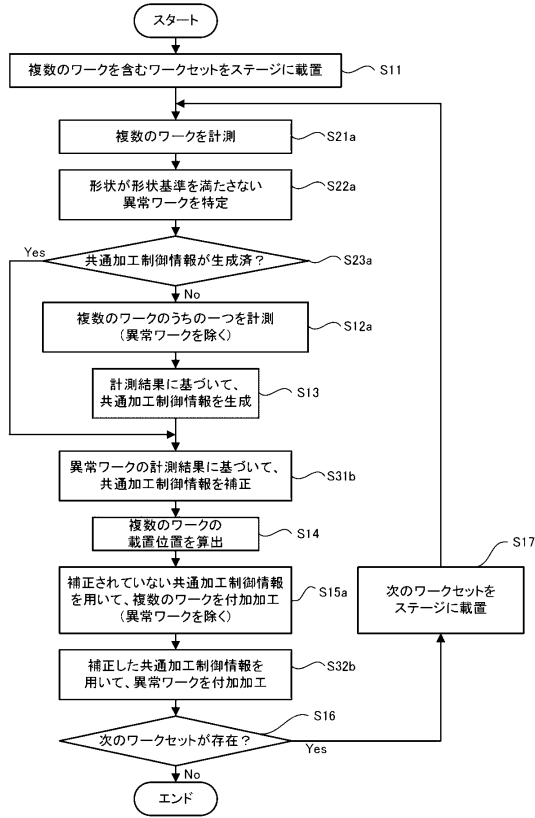 スタート
複数のワークを含むワークセットをステージに載置
S11
複数のワークを計測
S21a
形状が形状基準を満たさない
異常ワークを特定
S22a
Yes
共通加工制御情報が生成済？
S23a
No
複数のワークのうちの一つを計測
（異常ワークを除く）
S12a
計測結果に基づいて、
共通加工制御情報を生成
S13
異常ワークの計測結果に基づいて、
共通加工制御情報を補正
S31b
複数のワークの
載置位置を算出
S14
補正されていない共通加工制御情報
を用いて、複数のワークを付加加工
（異常ワークを除く）
S15a
次のワークセットを
ステージに載置
S17
補正した共通加工制御情報を
用いて、異常ワークを付加加工
S32b
次のワークセットが存在？
S16
Yes
No
エンド